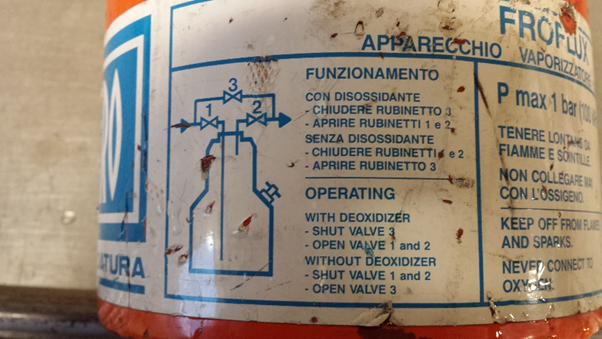 FROFLUX
APPARECCHIO VAPORIZZATORE
FUNZIONAMENTO
CON DISOSSIDANTE
- CHIUDERE RUBINETTO 3
- APRIRE RUBINETTI 1 e 2
SENZA DISOSSIDANTE
- CHIUDERE RUBINETTI e 2
- APRIRE RUBINETTO 3
OPERATING
WITH DEOXIDIZER
- SHUT VALVE 3
- OPEN VALVE 1 and 2
WITHOUT DEOXIDIZER
- SHUT VALVE 1 and 2
- OPEN VALVE 3
3
1
2
P max 1 bar
TENERE LONTANO DA
FIAMME E SCINTILLE
NON COLLEGARE MAI
CON L'OSSIGENO.
KEEP OFF FROM FLAMES
AND SPARKS.
NEVER CONNECT TO
OXYGEN.
ATURA